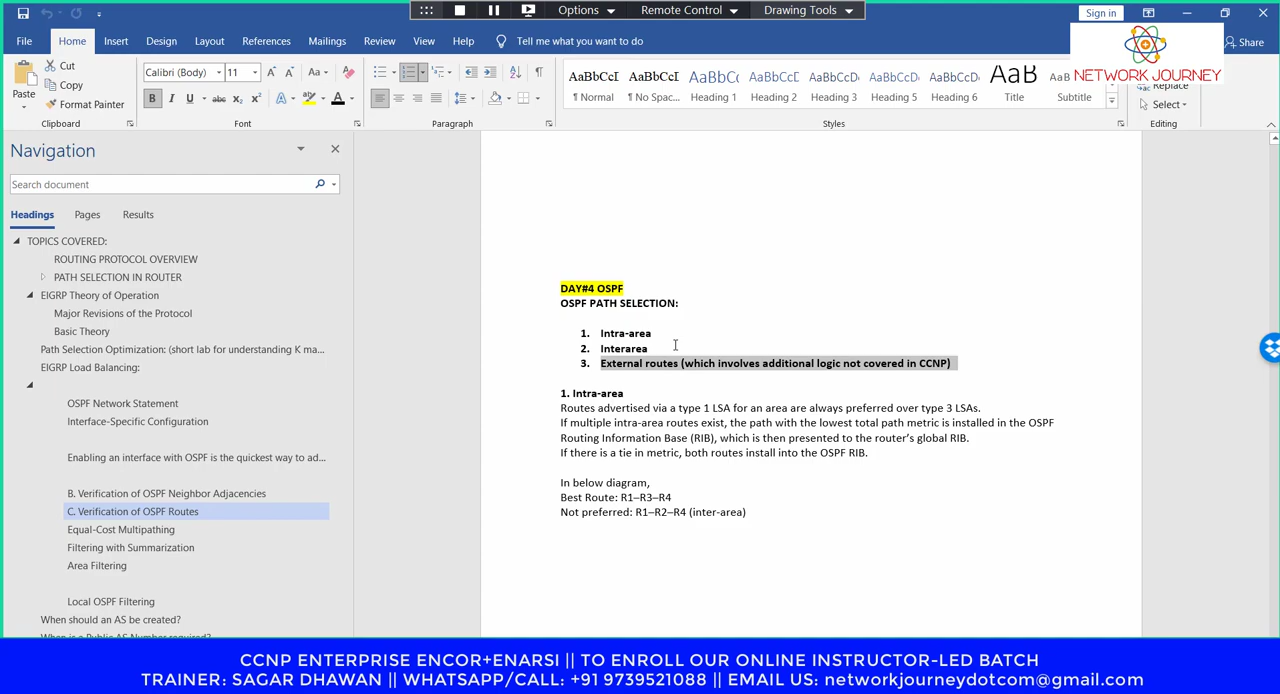 Options
Remote Control
Drawing Tools
Sign in
File Home Insert Design Layout References Mailings Review View Help Tell me what you want to do
Share
NETWORK JOURNEY
Paste
Cut
Copy
Format Painter
Clipboard
Calibri (Body) 11
Aa
B I U abc x₂ x² A A
Font
Paragraph
AaBbCcI AaBbCcI AaBbC( AaBbCcI AaBbCcD AaBbCcI AaBbCcD AaB AaBbCcD AaB
¶ Normal ¶ No Spac... Heading 1 Heading 2 Heading 3 Heading 5 Heading 6 Title Subtitle
Styles
Replace
Select
Editing
Navigation
Search document
Headings Pages Results
TOPICS COVERED:
ROUTING PROTOCOL OVERVIEW
PATH SELECTION IN ROUTER
EIGRP Theory of Operation
Major Revisions of the Protocol
Basic Theory
Path Selection Optimization: (short lab for understanding K ma...
EIGRP Load Balancing:
OSPF Network Statement
Interface-Specific Configuration
Enabling an interface with OSPF is the quickest way to ad...
B. Verification of OSPF Neighbor Adjacencies
C. Verification of OSPF Routes
Equal-Cost Multipathing
Filtering with Summarization
Area Filtering
Local OSPF Filtering
When should an AS be created?
When is a Public AS Number required?
DAY#4 OSPF
OSPF PATH SELECTION:
1. Intra-area
2. Interarea
3. External routes (which involves additional logic not covered in CCNP)
1. Intra-area
Routes advertised via a type 1 LSA for an area are always preferred over type 3 LSAs.
If multiple intra-area routes exist, the path with the lowest total path metric is installed in the OSPF
Routing Information Base (RIB), which is then presented to the router’s global RIB.
If there is a tie in metric, both routes install into the OSPF RIB.
In below diagram,
Best Route: R1–R3–R4
Not preferred: R1–R2–R4 (inter-area)
CCNP ENTERPRISE ENCOR+ENARSI || TO ENROLL OUR ONLINE INSTRUCTOR-LED BATCH
TRAINER: SAGAR DHAWAN || WHATSAPP/CALL: +91 9739521088 || EMAIL US: networkjourneydotcom@gmail.com